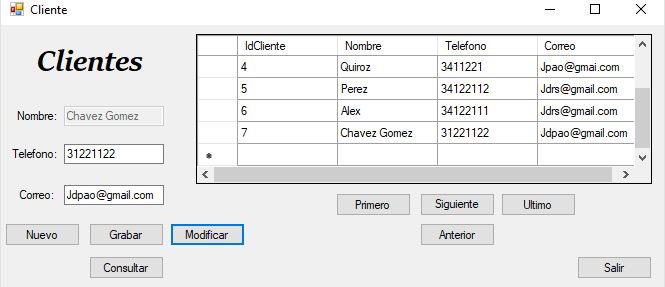 Cliente
Clientes
Nombre: Chavez Gomez
Telefono: 31221122
Correo: Jdpao@gmail.com
IdCliente Nombre Telefono Correo
4 Quiroz 3411221 Jpao@gmai.com
5 Perez 34122112 Jdrs@gmail.com
6 Alex 34122111 Jdrs@gmail.com
7 Chavez Gomez 31221122 Jdpao@gmail.com
*
Primero Siguiente Ultimo
Nuevo Grabar Modificar Anterior
Consultar Salir